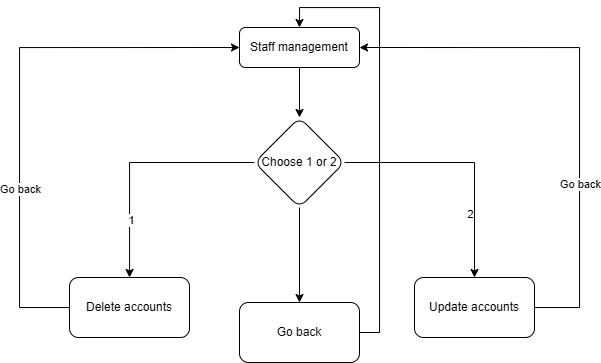 Staff management
Choose 1 or 2
Go back
Go back
1
2
Delete accounts
Go back
Update accounts